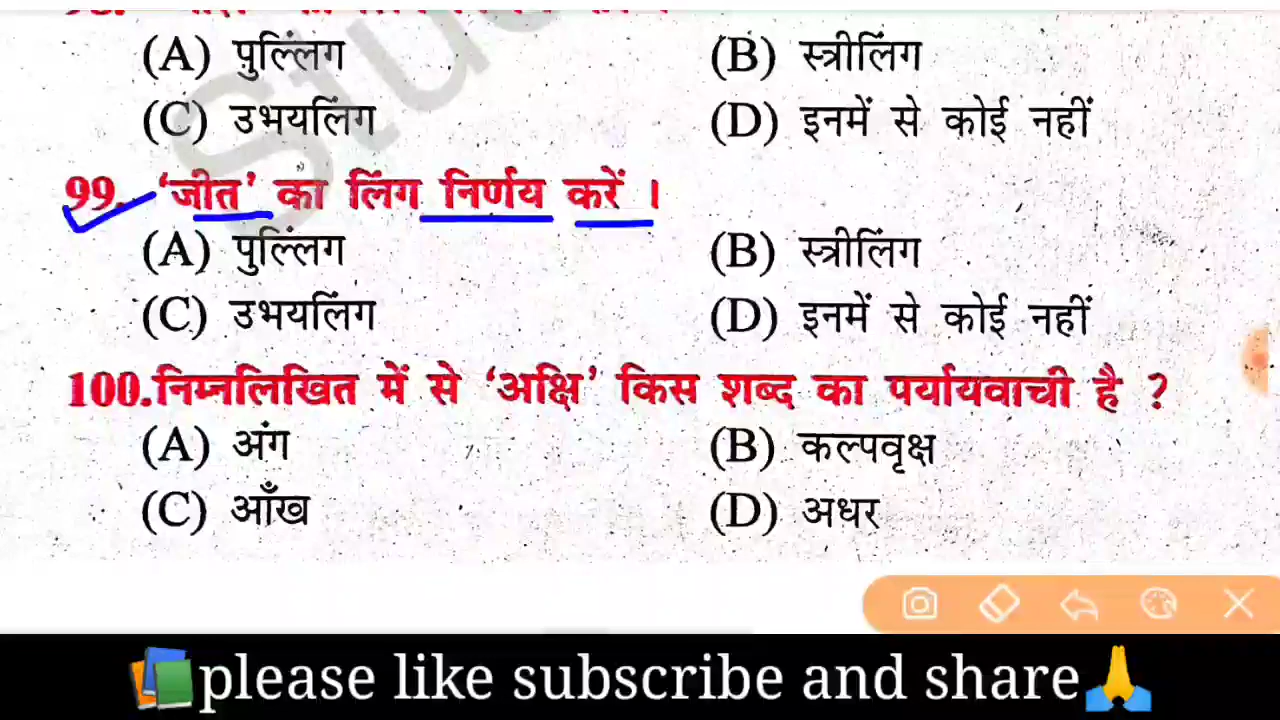 (A) पुल्लिंग (B) स्त्रीलिंग
(C) उभयलिंग (D) इनमें से कोई नहीं
99. ‘जीत’ का लिंग निर्णय करें ।
(A) पुल्लिंग (B) स्त्रीलिंग
(C) उभयलिंग (D) इनमें से कोई नहीं
100.निम्नलिखित में से ‘अक्षि’ किस शब्द का पर्यायवाची है ?
(A) अंग (B) कल्पवृक्ष
(C) आँख (D) अधर
📚please like subscribe and share🙏